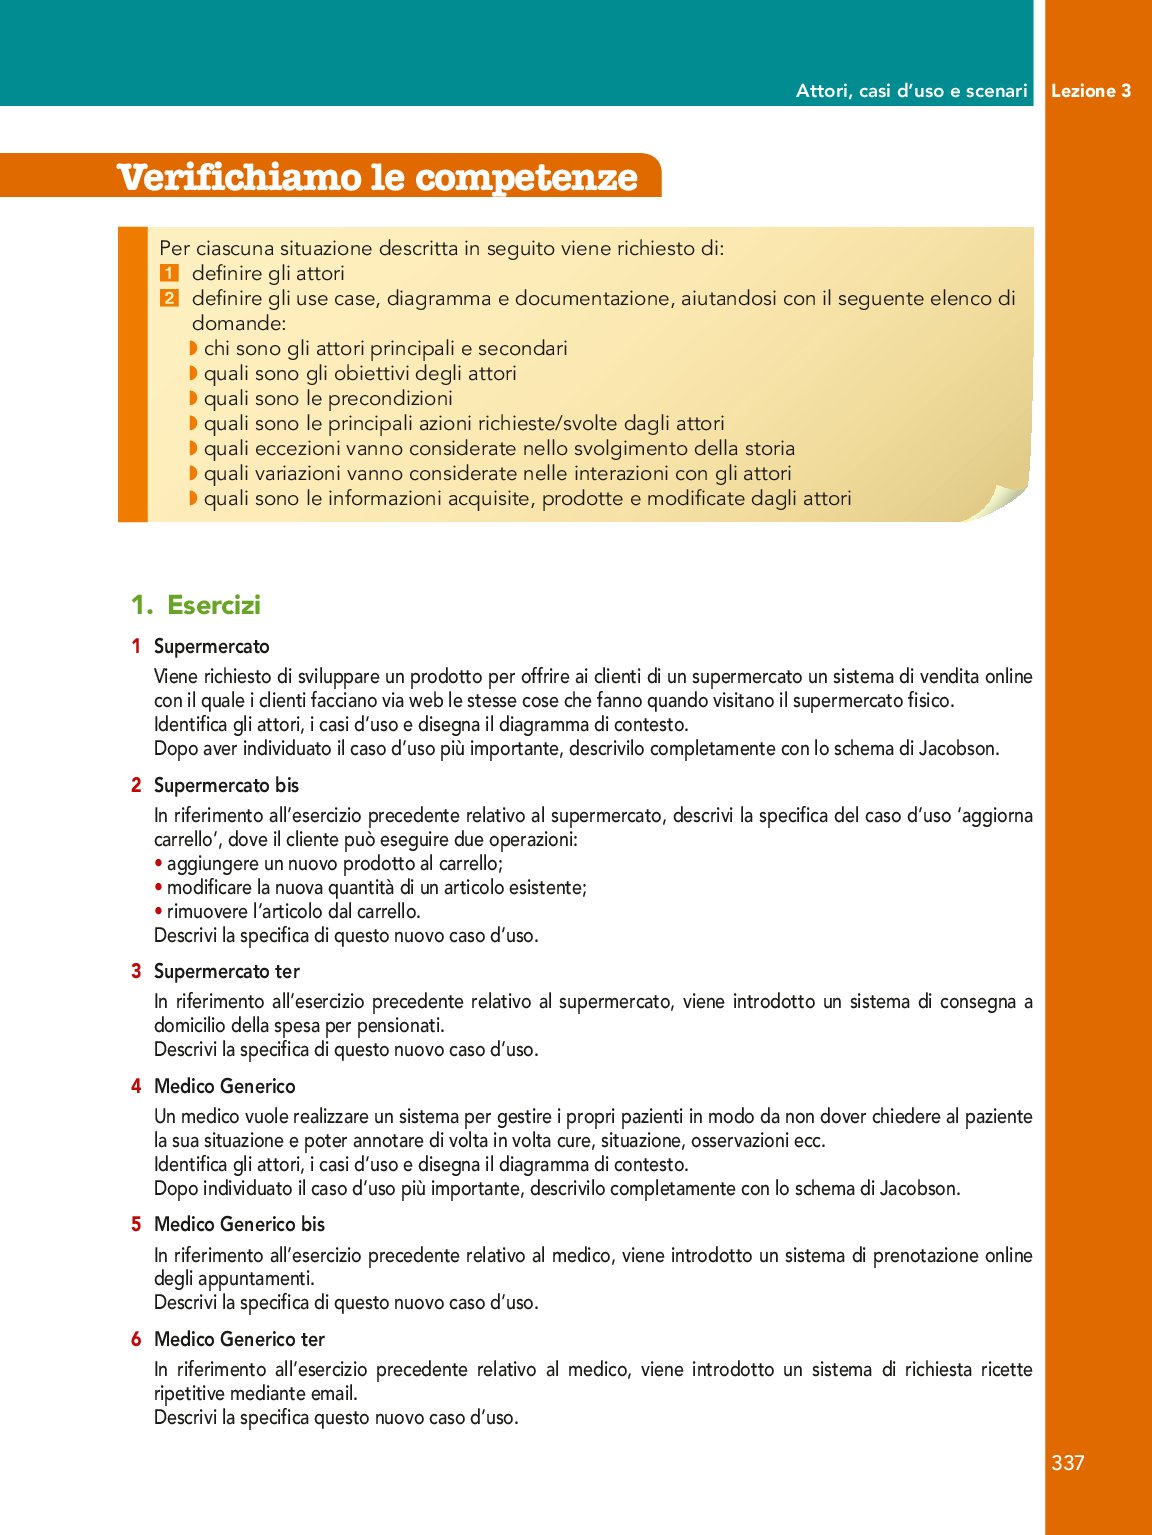 Attori, casi d’uso e scenari Lezione 3
Verifichiamo le competenze
Per ciascuna situazione descritta in seguito viene richiesto di:
1 definire gli attori
2 definire gli use case, diagramma e documentazione, aiutandosi con il seguente elenco di
domande:
◗ chi sono gli attori principali e secondari
◗ quali sono gli obiettivi degli attori
◗ quali sono le precondizioni
◗ quali sono le principali azioni richieste/svolte dagli attori
◗ quali eccezioni vanno considerate nello svolgimento della storia
◗ quali variazioni vanno considerate nelle interazioni con gli attori
◗ quali sono le informazioni acquisite, prodotte e modificate dagli attori
1. Esercizi
1 Supermercato
Viene richiesto di sviluppare un prodotto per offrire ai clienti di un supermercato un sistema di vendita online
con il quale i clienti facciano via web le stesse cose che fanno quando visitano il supermercato fisico.
Identifica gli attori, i casi d’uso e disegna il diagramma di contesto.
Dopo aver individuato il caso d’uso più importante, descrivilo completamente con lo schema di Jacobson.
2 Supermercato bis
In riferimento all’esercizio precedente relativo al supermercato, descrivi la specifica del caso d’uso ‘aggiorna
carrello’, dove il cliente può eseguire due operazioni:
• aggiungere un nuovo prodotto al carrello;
• modificare la nuova quantità di un articolo esistente;
• rimuovere l’articolo dal carrello.
Descrivi la specifica di questo nuovo caso d’uso.
3 Supermercato ter
In riferimento all’esercizio precedente relativo al supermercato, viene introdotto un sistema di consegna a
domicilio della spesa per pensionati.
Descrivi la specifica di questo nuovo caso d’uso.
4 Medico Generico
Un medico vuole realizzare un sistema per gestire i propri pazienti in modo da non dover chiedere al paziente
la sua situazione e poter annotare di volta in volta cure, situazione, osservazioni ecc.
Identifica gli attori, i casi d’uso e disegna il diagramma di contesto.
Dopo individuato il caso d’uso più importante, descrivilo completamente con lo schema di Jacobson.
5 Medico Generico bis
In riferimento all’esercizio precedente relativo al medico, viene introdotto un sistema di prenotazione online
degli appuntamenti.
Descrivi la specifica di questo nuovo caso d’uso.
6 Medico Generico ter
In riferimento all’esercizio precedente relativo al medico, viene introdotto un sistema di richiesta ricette
ripetitive mediante email.
Descrivi la specifica questo nuovo caso d’uso.
337